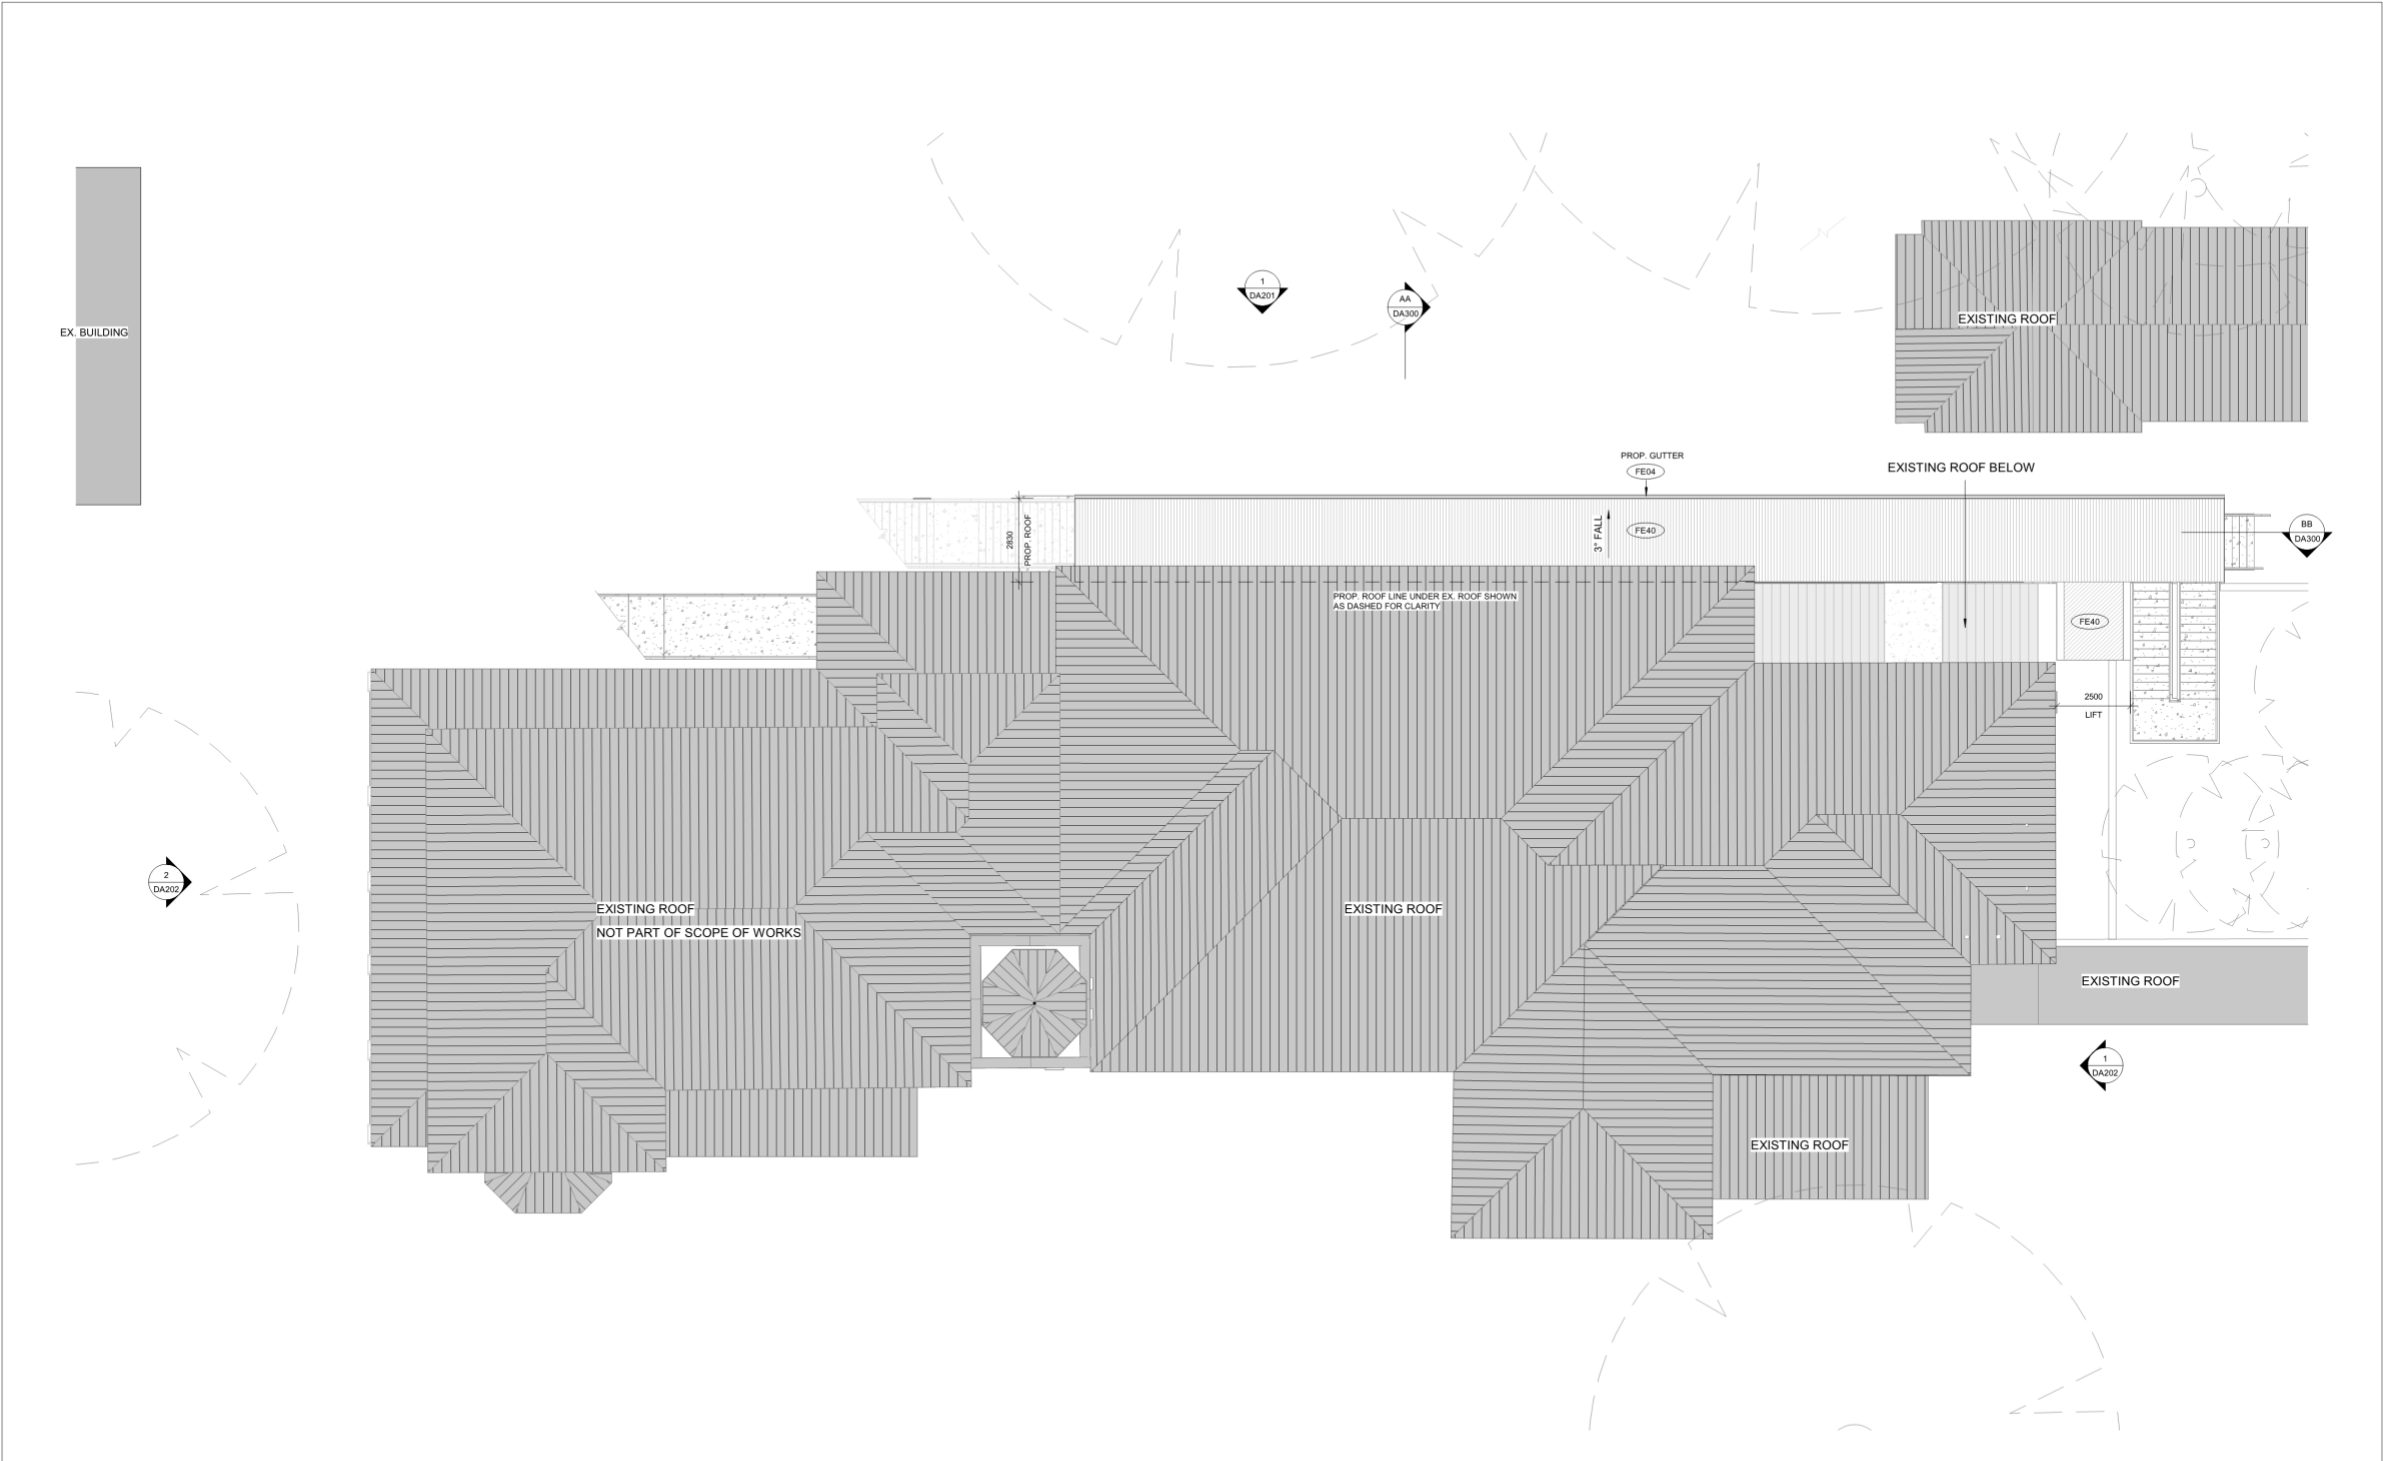 1
DA201
AA
DA300
EX. BUILDING
EXISTING ROOF
PROP. GUTTER
FE04
EXISTING ROOF BELOW
2830
PROP. ROOF
3° FALL
FE40
BB
DA300
PROP. ROOF LINE UNDER EX. ROOF SHOWN
AS DASHED FOR CLARITY
FE40
2500
LIFT
2
DA202
EXISTING ROOF
NOT PART OF SCOPE OF WORKS
EXISTING ROOF
EXISTING ROOF
1
DA202
EXISTING ROOF